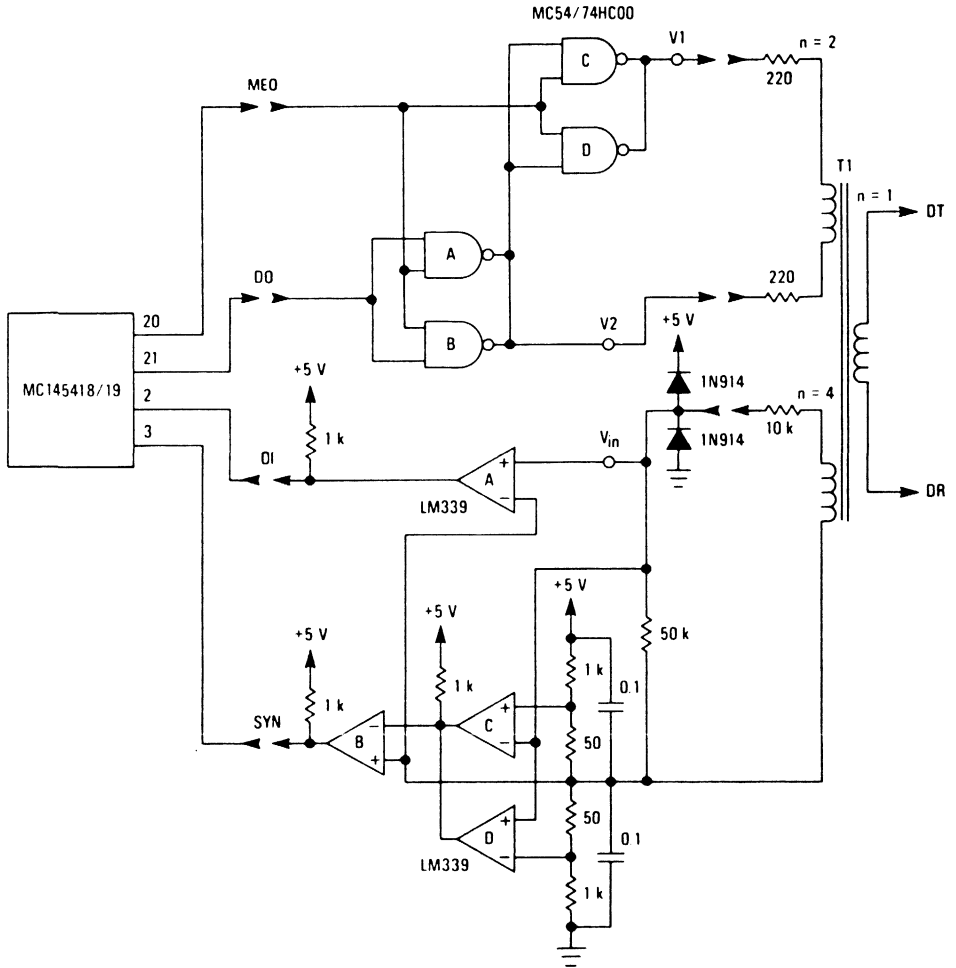 MC54/74HC00
V1
n = 2
C
220
MEO
D
T1
n = 1
DT
A
DO
220
20
V2
+5 V
B
21
+5 V
1N914
n = 4
MC145418/19
2
3
1 k
Vin
1N914
10 k
DI
+
A
−
LM339
DR
+5 V
+5 V
+5 V
50 k
1 k
0.1
1 k
1 k
SYN
−
B
+
+
C
−
50
50
+
D
−
0.1
LM339
1 k